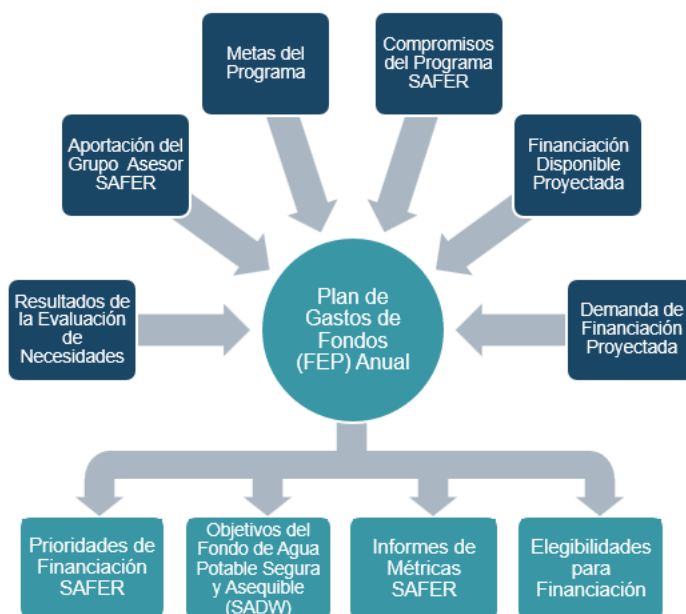 Metas del
Programa
Compromisos
del Programa
SAFER
Aportación del
Grupo Asesor
SAFER
Financiación
Disponible
Proyectada
Resultados de
la Evaluación
de
Necesidades
Plan de
Gastos de
Fondos
(FEP) Anual
Demanda de
Financiación
Proyectada
Prioridades de
Financiación
SAFER
Objetivos del
Fondo de Agua
Potable Segura
y Asequible
(SADW)
Informes de
Métricas
SAFER
Elegibilidades
para
Financiación